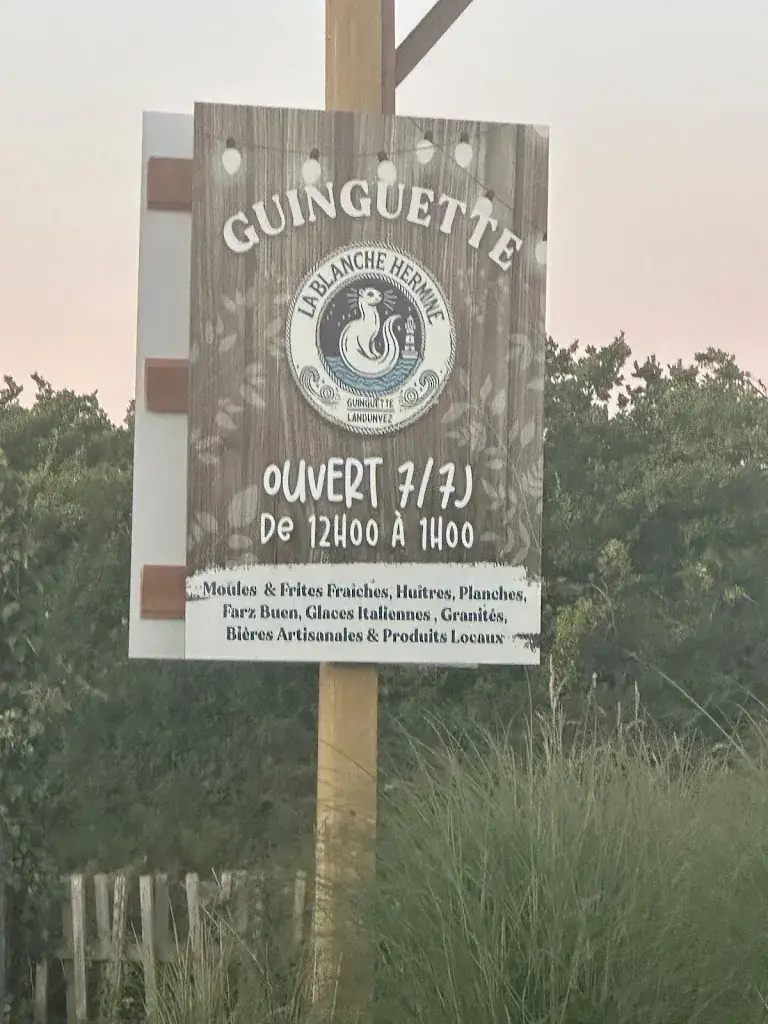 GUINGUETTE
LA BLANCHE HERMINE
GUINGUETTE
LANDUNVEZ
OUVERT 7/7J
De 12H00 À 1H00
Moules & Frites Fraiches, Huîtres, Planches,
Farz Buen, Glaces Italiennes , Granités,
Bières Artisanales & Produits Locaux